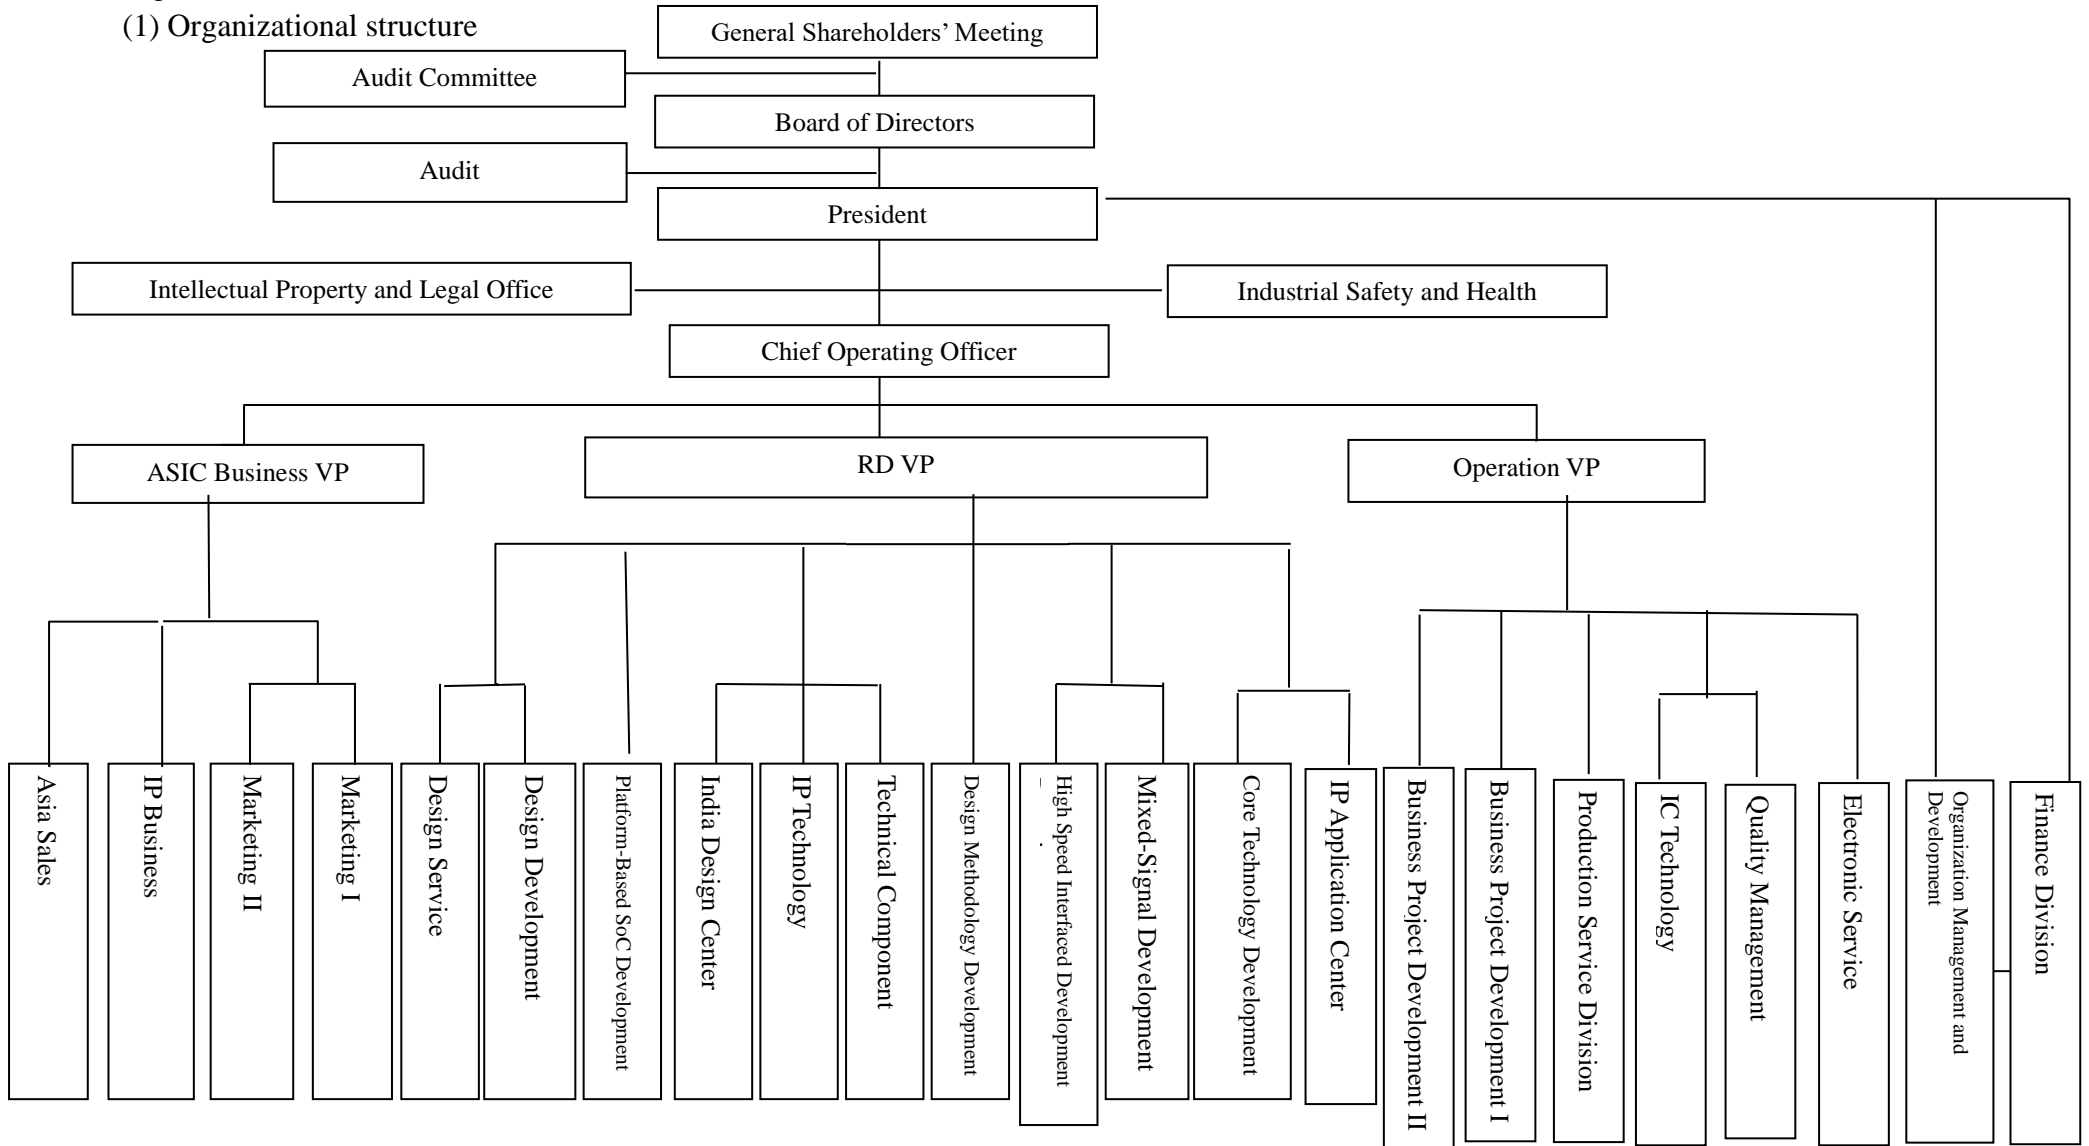 (1) Organizational structure
General Shareholders’ Meeting
Audit Committee
Board of Directors
Audit
President
Intellectual Property and Legal Office
Industrial Safety and Health
Chief Operating Officer
ASIC Business VP
RD VP
Operation VP
Asia Sales
IP Business
Marketing II
Marketing I
Design Service
Design Development
Platform-Based SoC Development
India Design Center
IP Technology
Technical Component
Design Methodology Development
High Speed Interfaced Development
Mixed-Signal Development
Core Technology Development
IP Application Center
Business Project Development II
Business Project Development I
Production Service Division
IC Technology
Quality Management
Electronic Service
Organization Management and
Development
Finance Division